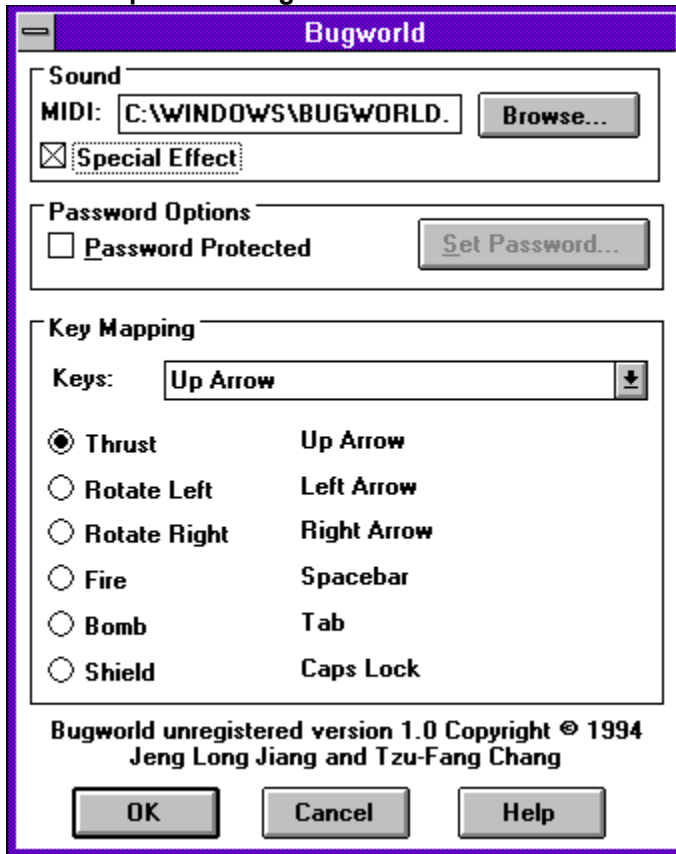 Bugworld
Sound
MIDI: C:\WINDOWS\BUGWORLD. Browse...
Special Effect
Password Options
Password Protected Set Password...
Key Mapping
Keys: Up Arrow
Thrust Up Arrow
Rotate Left Left Arrow
Rotate Right Right Arrow
Fire Spacebar
Bomb Tab
Shield Caps Lock
Bugworld unregistered version 1.0 Copyright © 1994
Jeng Long Jiang and Tzu-Fang Chang
OK Cancel Help